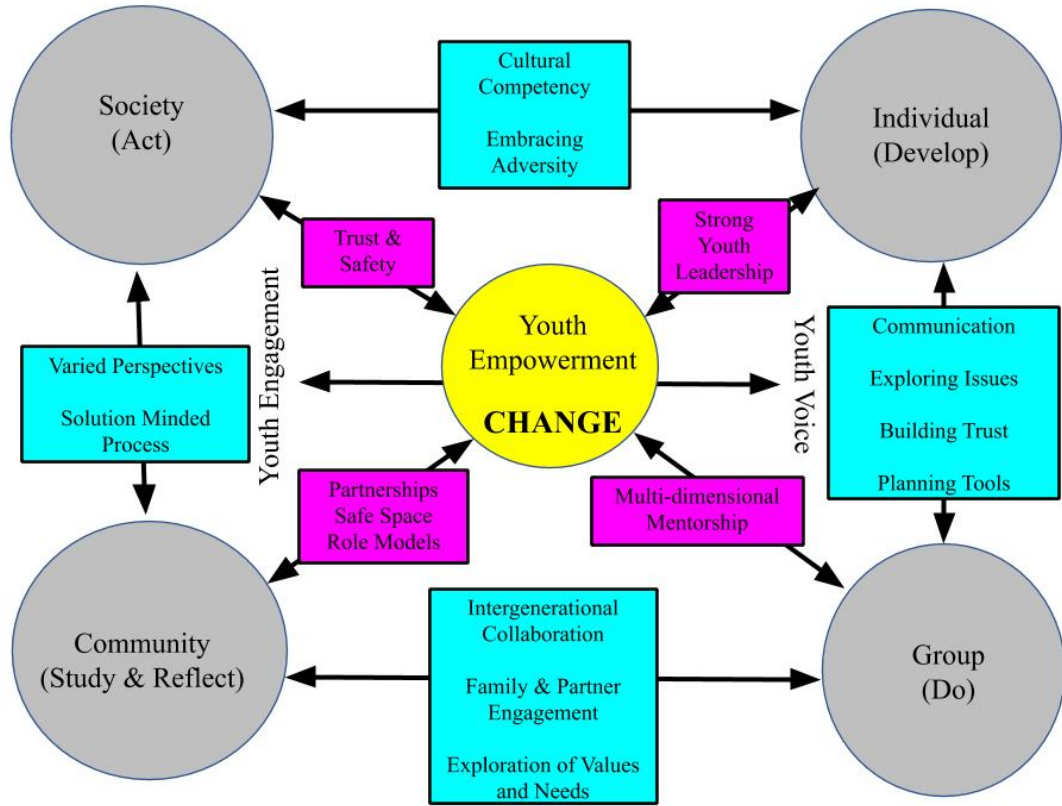 Society
(Act)
Cultural
Competency
Embracing
Adversity
Individual
(Develop)
Trust &
Safety
Strong
Youth
Leadership
Youth Engagement
Youth
Empowerment
CHANGE
Youth Voice
Varied Perspectives
Solution Minded
Process
Communication
Exploring Issues
Building Trust
Planning Tools
Partnerships
Safe Space
Role Models
Multi-dimensional
Mentorship
Community
(Study & Reflect)
Intergenerational
Collaboration
Family & Partner
Engagement
Exploration of Values
and Needs
Group
(Do)